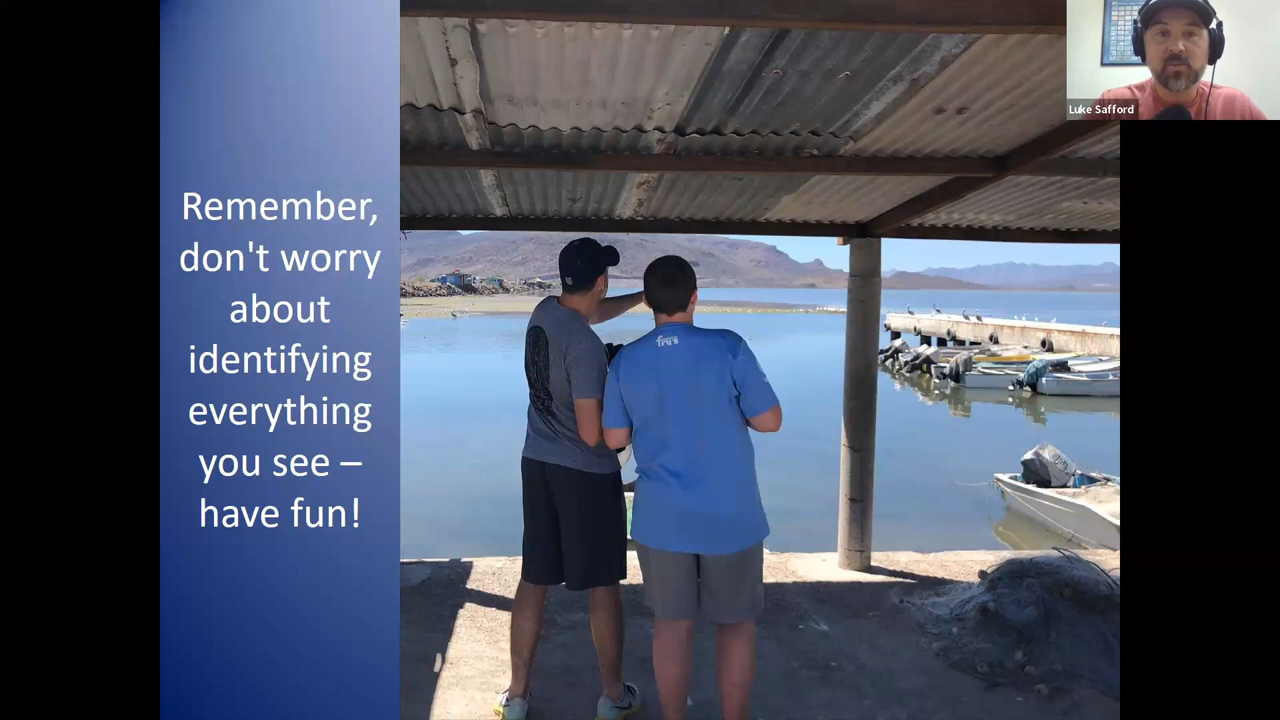 Remember,
don't worry
about
identifying
everything
you see –
have fun!
Luke Safford